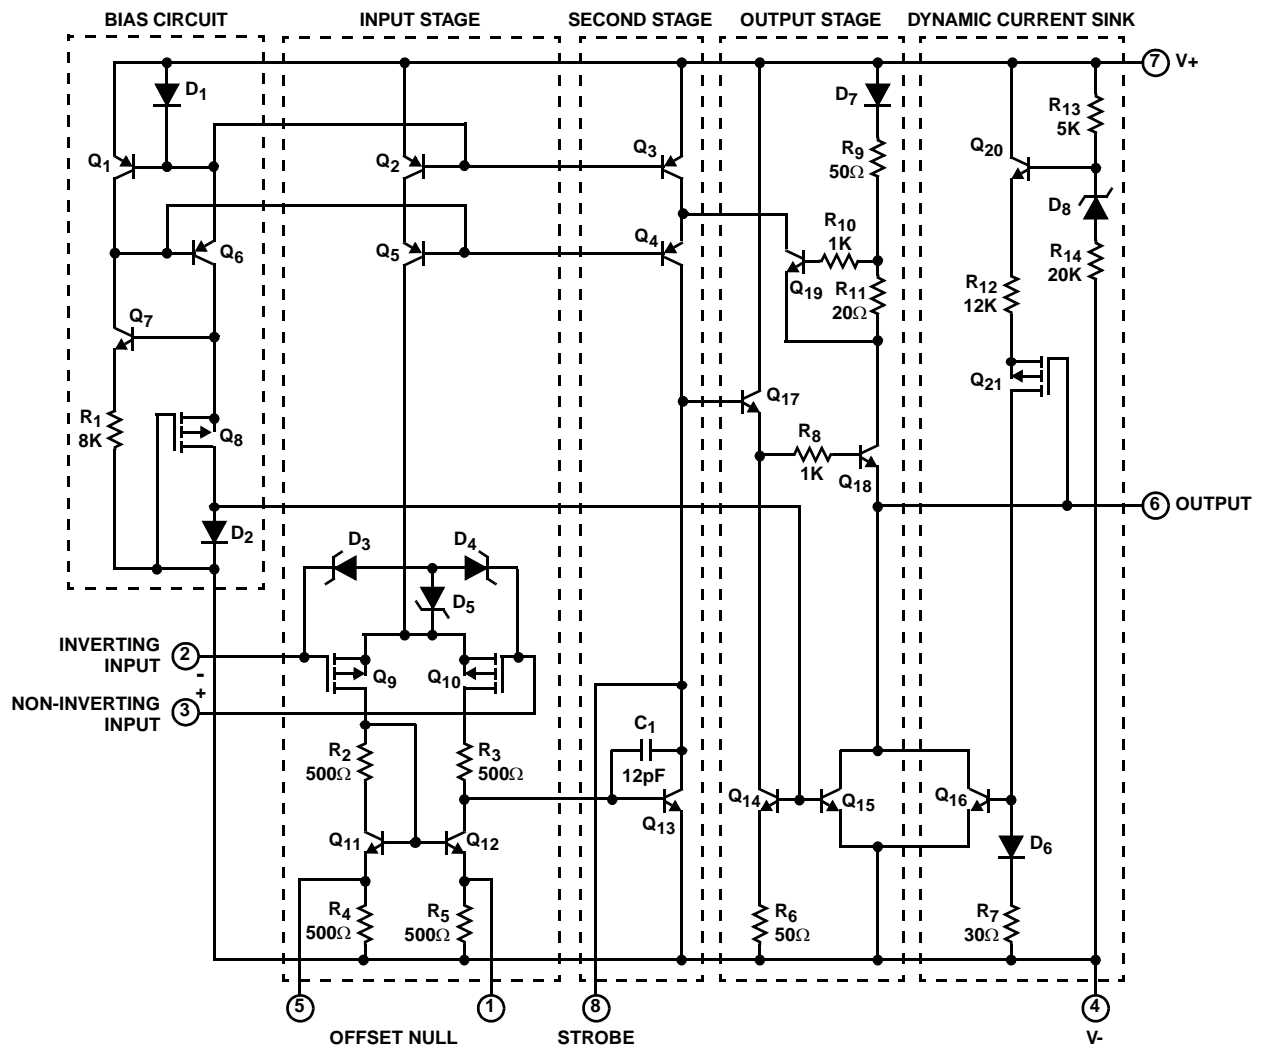 BIAS CIRCUIT
INPUT STAGE
SECOND STAGE
OUTPUT STAGE
DYNAMIC CURRENT SINK
7 V+
D1
D7
R13
5K
Q1
Q2
Q3
R9
50Ω
Q20
D8
Q6
Q5
Q4
R10
1K
R14
20K
Q19
R11
20Ω
R12
12K
Q7
Q21
Q17
R1
8K
Q8
R8
1K
Q18
6 OUTPUT
D2
D3
D4
D5
INVERTING
INPUT
2
-
Q9
Q10
NON-INVERTING
INPUT
3
+
R2
500Ω
R3
500Ω
C1
12pF
Q14
Q15
Q16
Q13
Q11
Q12
D6
R4
500Ω
R5
500Ω
R6
50Ω
R7
30Ω
5
1
8
4
OFFSET NULL
STROBE
V-